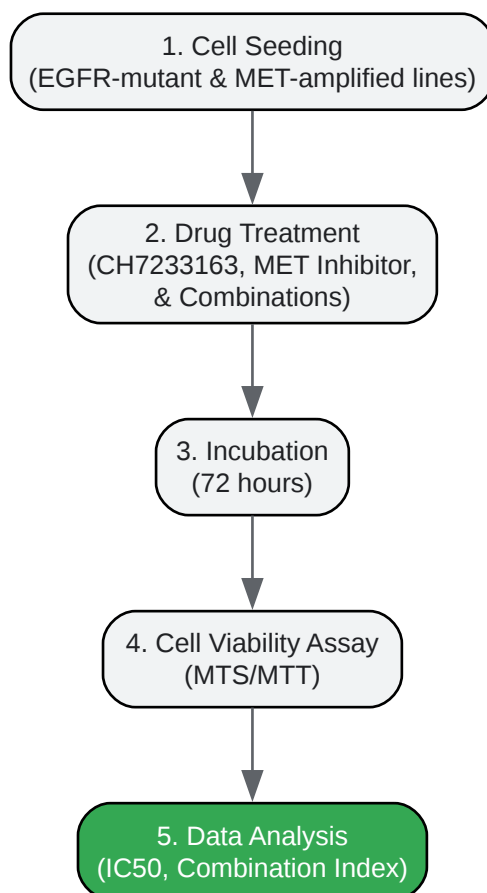 1. Cell Seeding
(EGFR-mutant & MET-amplified lines)
2. Drug Treatment
(CH7233163, MET Inhibitor,
& Combinations)
3. Incubation
(72 hours)
4. Cell Viability Assay
(MTS/MTT)
5. Data Analysis
(IC50, Combination Index)